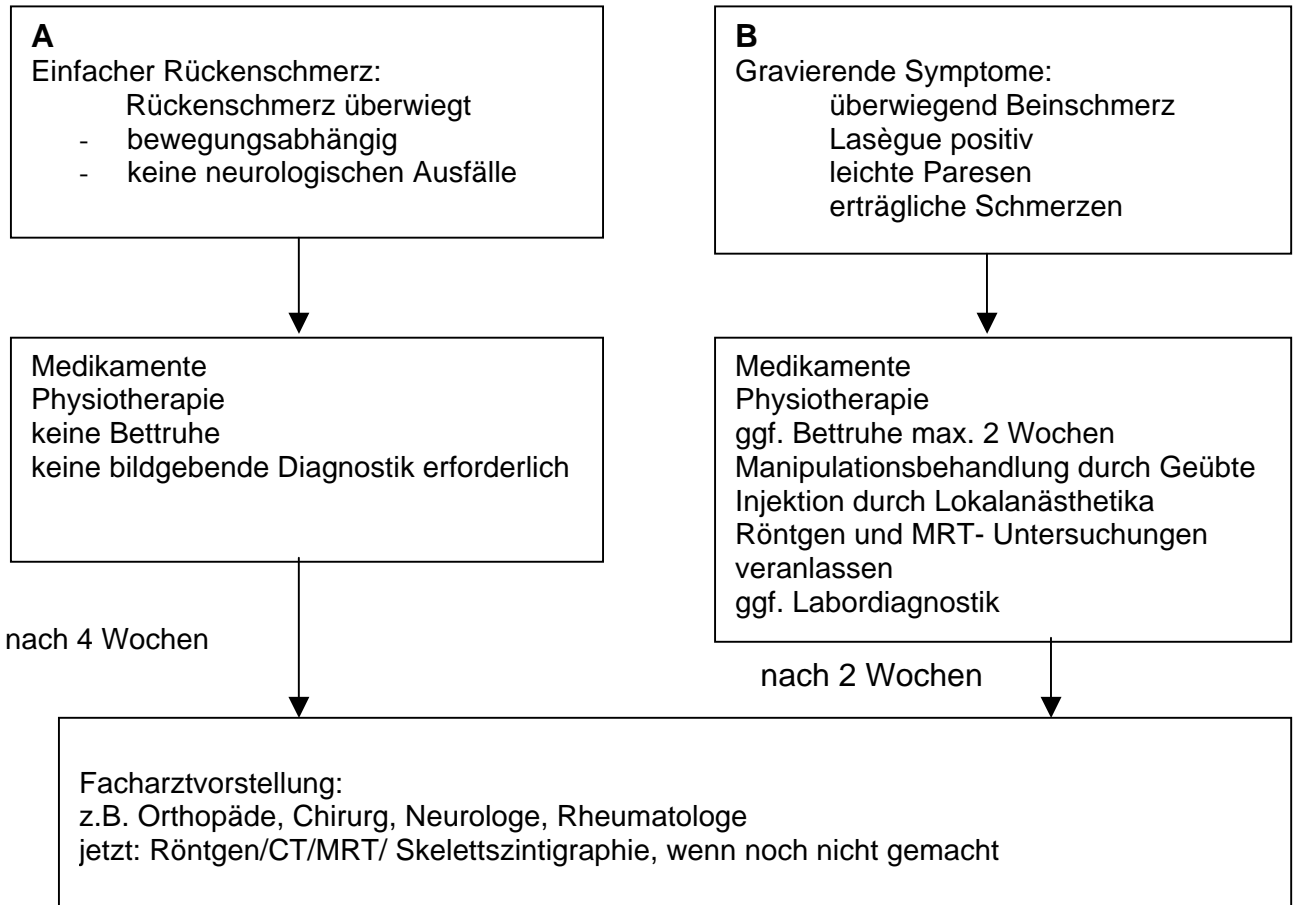 A
Einfacher Rückenschmerz:
Rückenschmerz überwiegt
- bewegungsabhängig
- keine neurologischen Ausfälle
B
Gravierende Symptome:
überwiegend Beinschmerz
Lasègue positiv
leichte Paresen
erträgliche Schmerzen
Medikamente
Physiotherapie
keine Bettruhe
keine bildgebende Diagnostik erforderlich
Medikamente
Physiotherapie
ggf. Bettruhe max. 2 Wochen
Manipulationsbehandlung durch Geübte
Injektion durch Lokalanästhetika
Röntgen und MRT- Untersuchungen
veranlassen
ggf. Labordiagnostik
nach 4 Wochen
nach 2 Wochen
Facharztvorstellung:
z.B. Orthopäde, Chirurg, Neurologe, Rheumatologe
jetzt: Röntgen/CT/MRT/ Skelettszintigraphie, wenn noch nicht gemacht